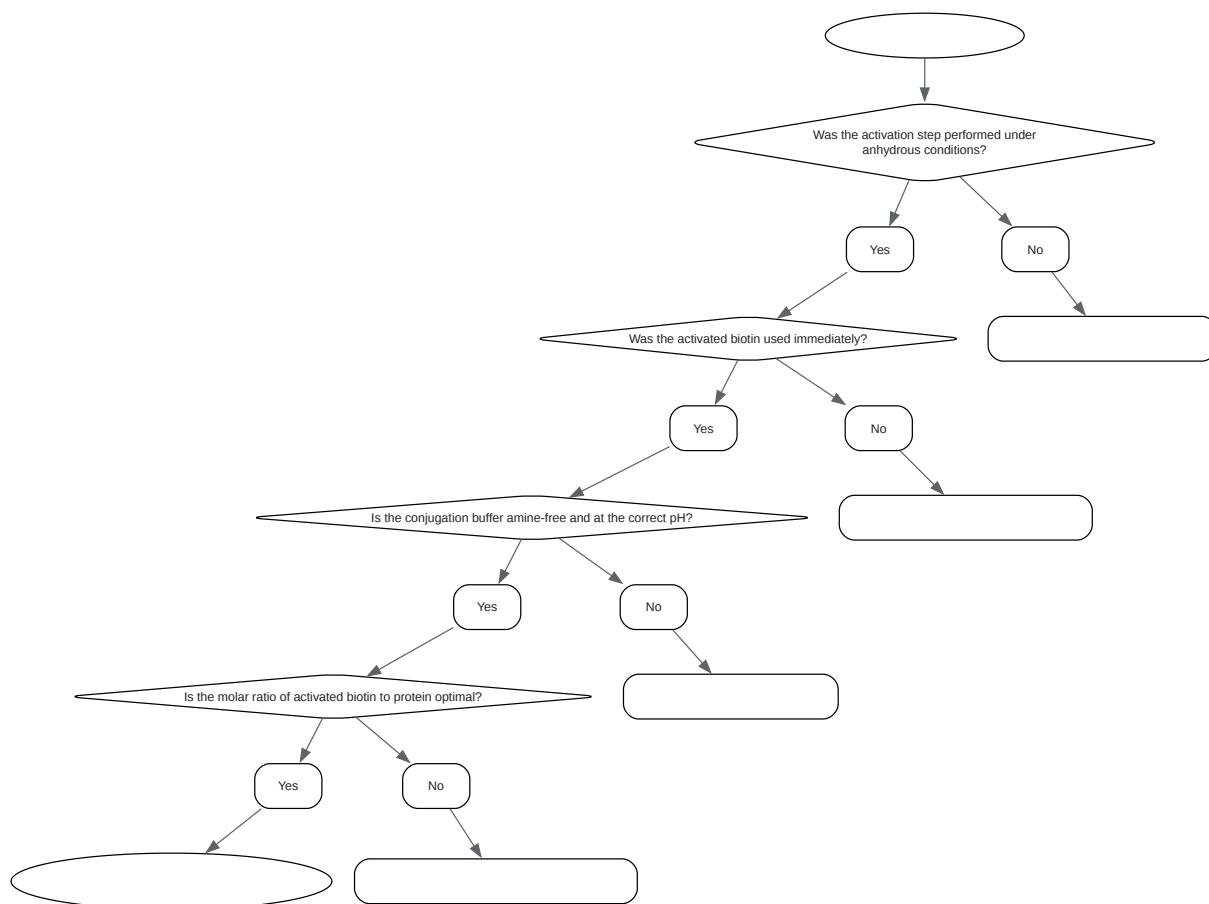 Was the activation step performed under
anhydrous conditions?
Yes
No
Was the activated biotin used immediately?
Yes
No
Is the conjugation buffer amine-free and at the correct pH?
Yes
No
Is the molar ratio of activated biotin to protein optimal?
Yes
No